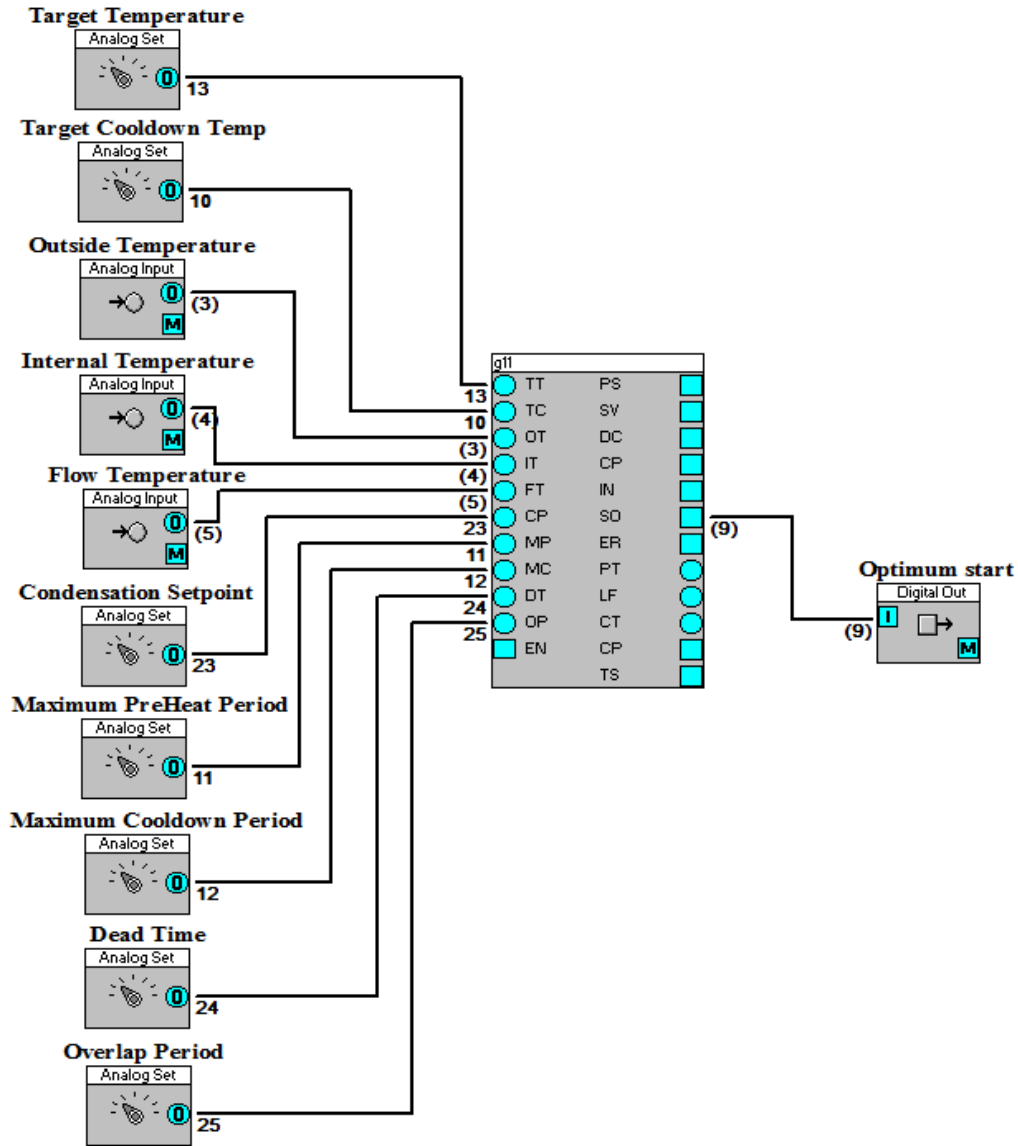 Target Temperature
Analog Set
0
13
Target Cooldown Temp
Analog Set
0
10
Outside Temperature
Analog Input
0
(3)
M
Internal Temperature
Analog Input
0
(4)
M
Flow Temperature
Analog Input
0
(5)
M
Condensation Setpoint
Analog Set
0
23
Maximum PreHeat Period
Analog Set
0
11
Maximum Cooldown Period
Analog Set
0
12
Dead Time
Analog Set
0
24
Overlap Period
Analog Set
0
25
g11
13 TT PS
10 TC SV
(3) OT DC
(4) IT CP
(5) FT IN
23 CP SO (9)
11 MP ER
12 MC PT
24 DT LF
25 OP CT
EN CP
TS
Optimum start
Digital Out
I
(9)
M